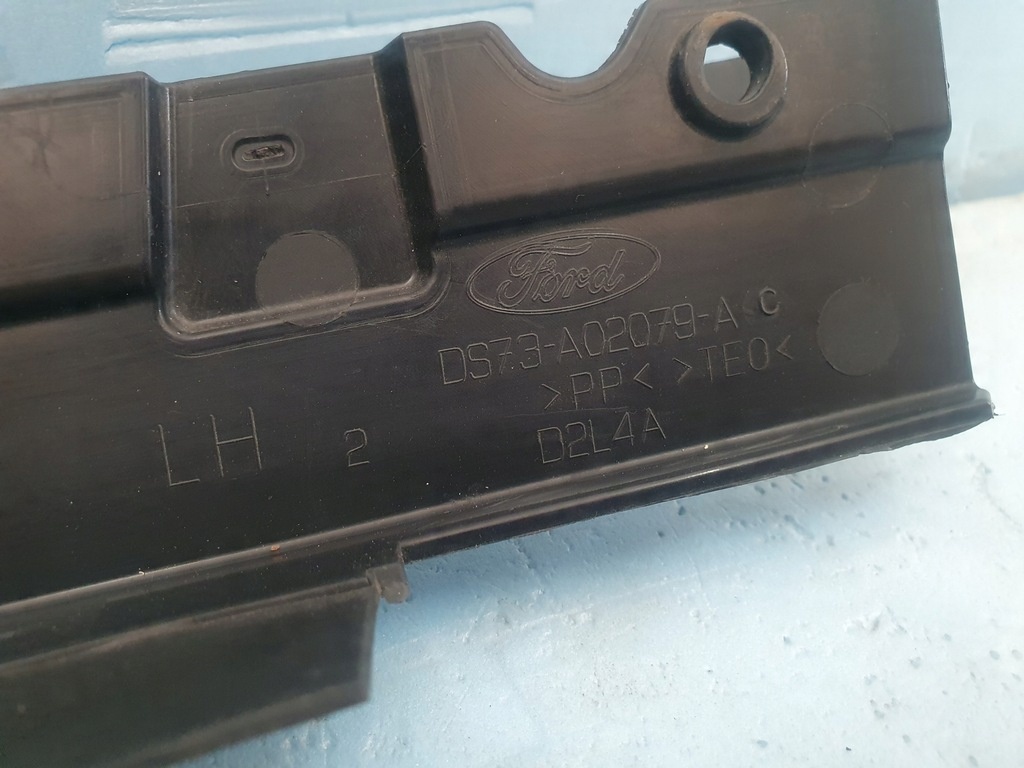 Ford
DS73-A02079-A C
>PP< >TEO<
LH 2 D2L4A